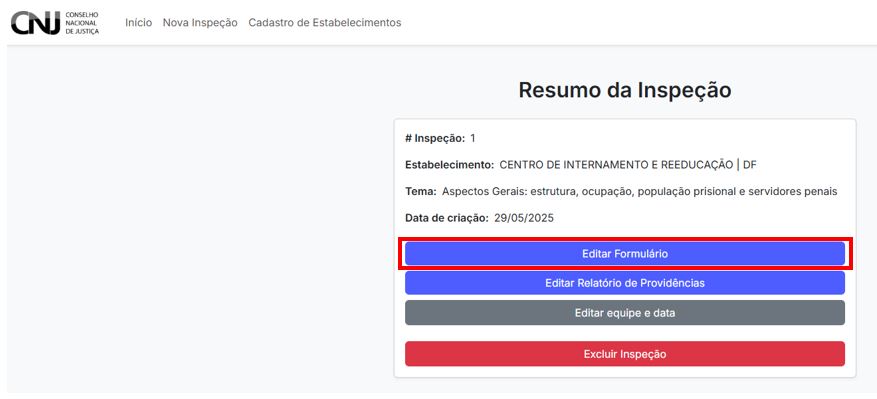 CNJ CONSELHO
NACIONAL
DE JUSTIÇA
Início Nova Inspeção Cadastro de Estabelecimentos
Resumo da Inspeção
# Inspeção: 1
Estabelecimento: CENTRO DE INTERNAMENTO E REEDUCAÇÃO | DF
Tema: Aspectos Gerais: estrutura, ocupação, população prisional e servidores penais
Data de criação: 29/05/2025
Editar Formulário
Editar Relatório de Providências
Editar equipe e data
Excluir Inspeção